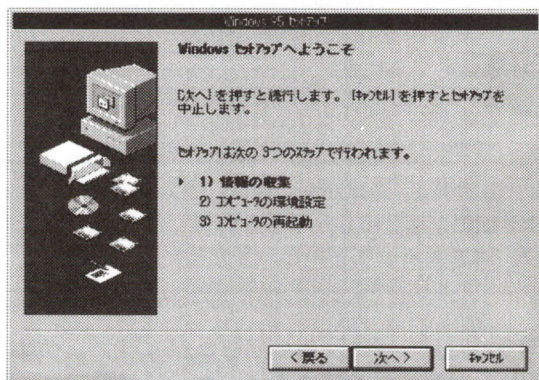 Windows 95 ｾｯﾄｱｯﾌﾟ
Windows ｾｯﾄｱｯﾌﾟへようこそ
[次へ] を押すと続行します。 [ｷｬﾝｾﾙ] を押すとｾｯﾄｱｯﾌﾟを
中止します。
ｾｯﾄｱｯﾌﾟは次の 3つのｽﾃｯﾌﾟで行われます。
1) 情報の収集
2) ｺﾝﾋﾟｭｰﾀの環境設定
3) ｺﾝﾋﾟｭｰﾀの再起動
< 戻る
次へ >
ｷｬﾝｾﾙ